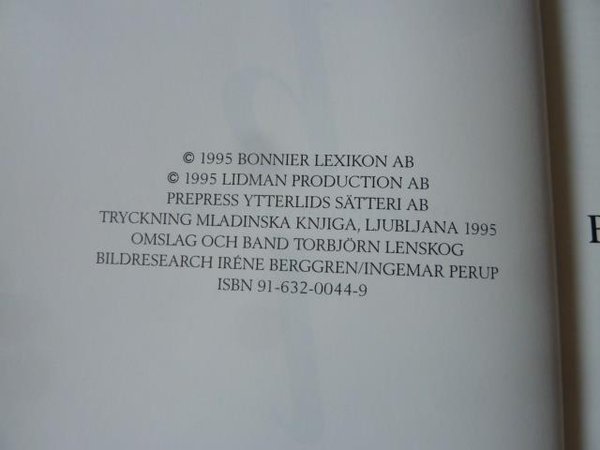 © 1995 BONNIER LEXIKON AB
© 1995 LIDMAN PRODUCTION AB
PREPRESS YTTERLIDS SÄTTERI AB
TRYCKNING MLADINSKA KNJIGA, LJUBLJANA 1995
OMSLAG OCH BAND TORBJÖRN LENSKOG
BILDRESEARCH IRÉNE BERGGREN/INGEMAR PERUP
ISBN 91-632-0044-9